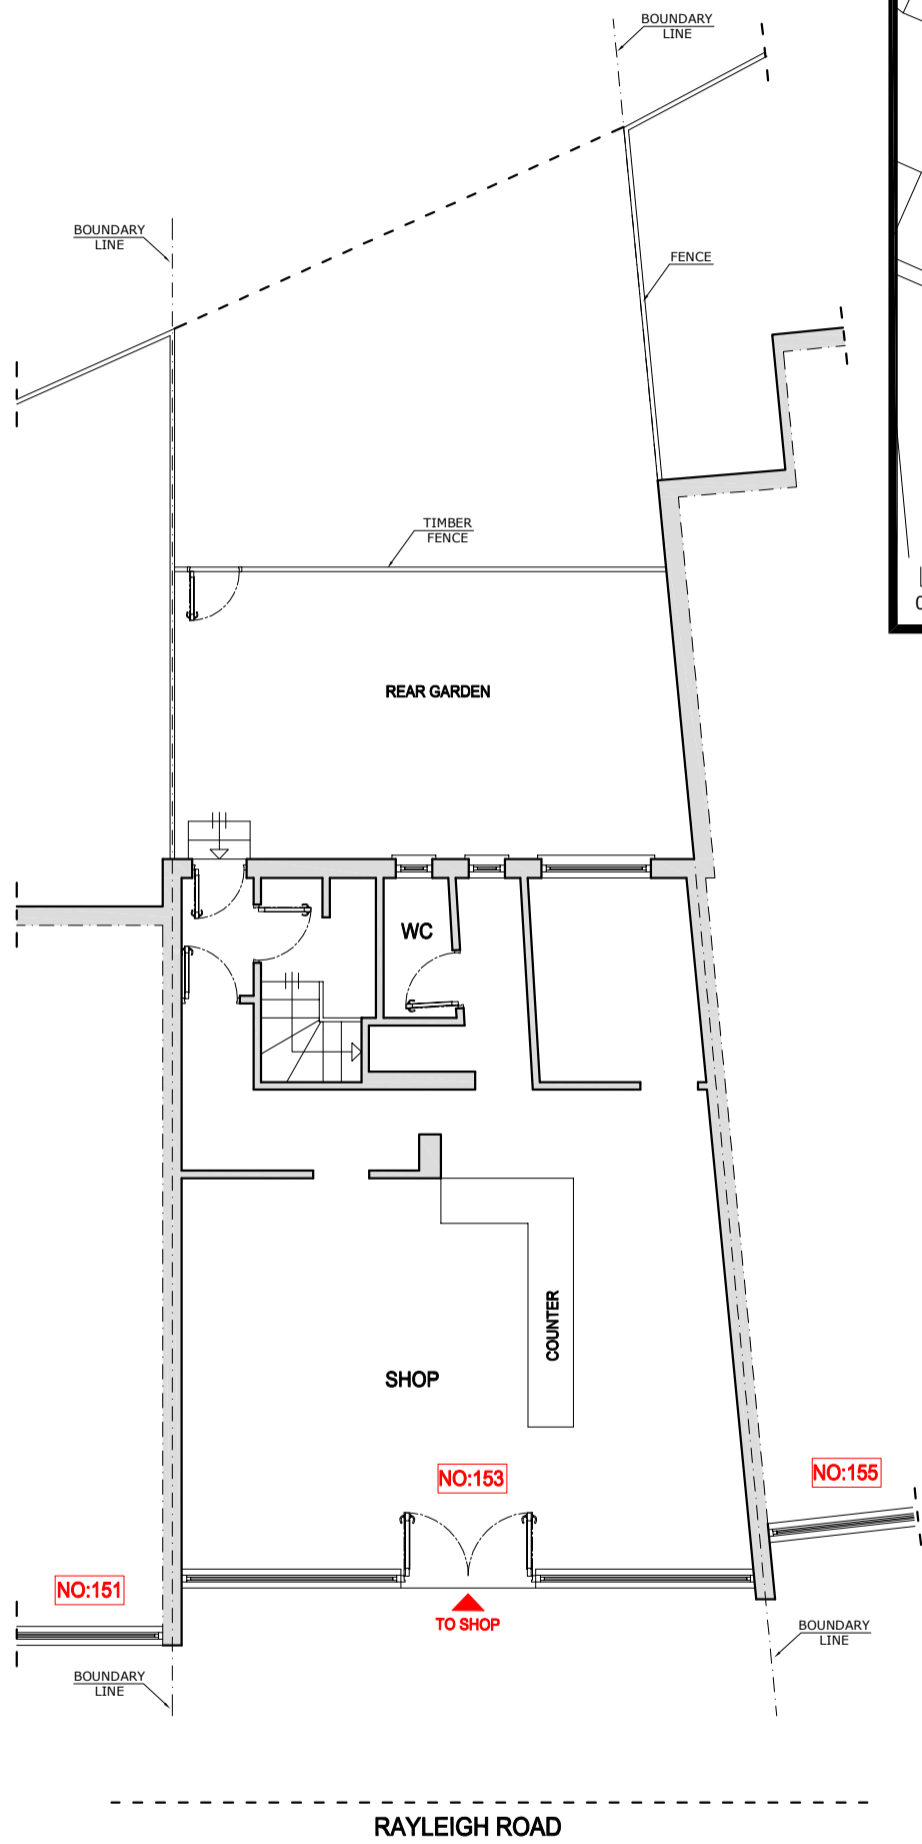 BOUNDARY
LINE
BOUNDARY
LINE
FENCE
TIMBER
FENCE
0
REAR GARDEN
WC
COUNTER
SHOP
NO:153
NO:155
NO:151
TO SHOP
BOUNDARY
LINE
BOUNDARY
LINE
RAYLEIGH ROAD